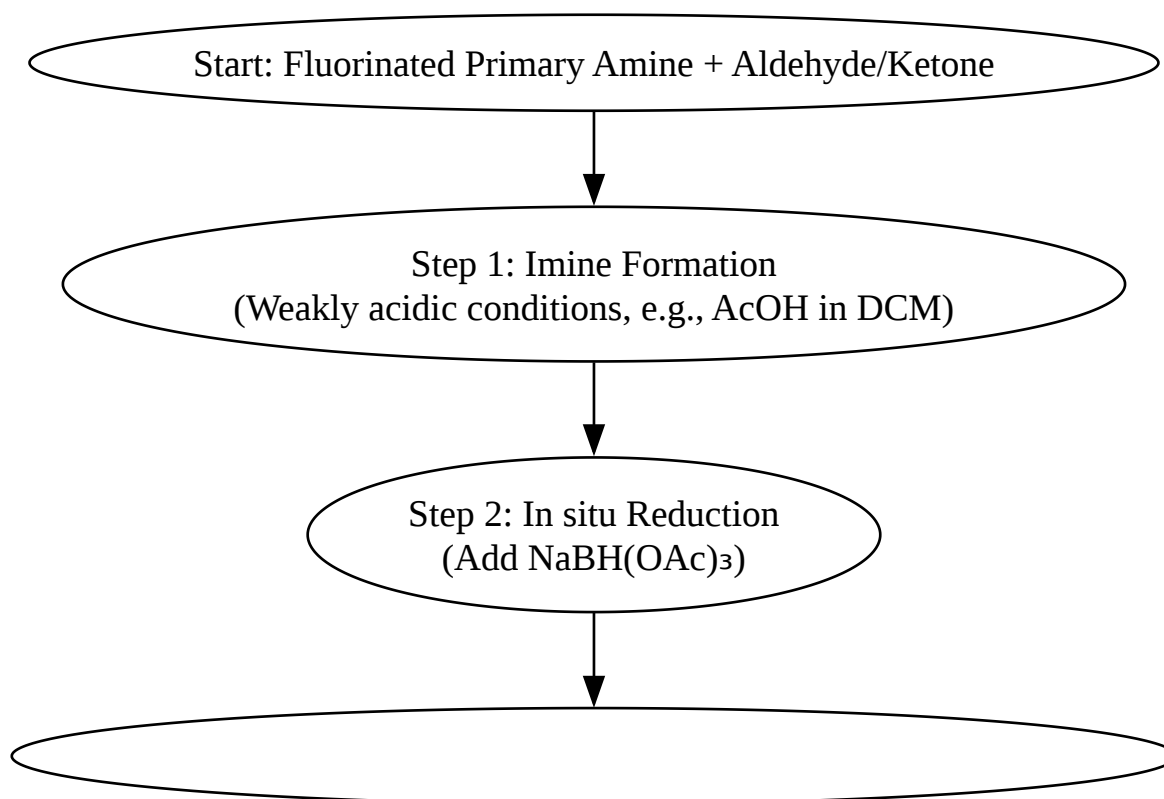 Start: Fluorinated Primary Amine + Aldehyde/Ketone
Step 1: Imine Formation
(Weakly acidic conditions, e.g., AcOH in DCM)
Step 2: In situ Reduction
(Add NaBH(OAc)₃)